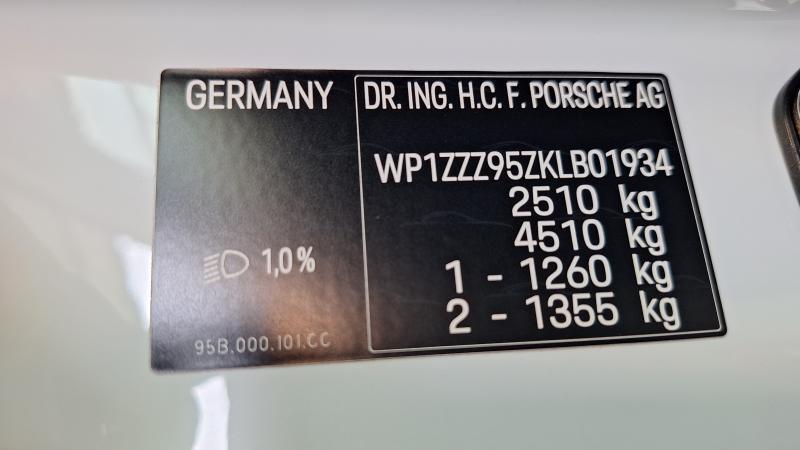 GERMANY
DR. ING. H.C. F. PORSCHE AG
WP1ZZZ95ZKLB01934
2510 kg
4510 kg
1 - 1260 kg
2 - 1355 kg
1,0%
95B.000.101.CC